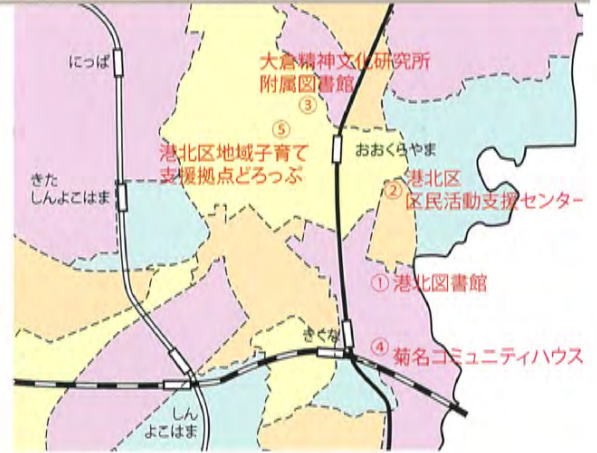 にっぱ
大倉精神文化研究所
附属図書館
③
⑤
港北区地域子育て
支援拠点どろっぷ
おおくらやま
きた
しんよこはま
②
港北区
区民活動支援センター
① 港北図書館
きくな
④ 菊名コミュニティハウス
しん
よこはま